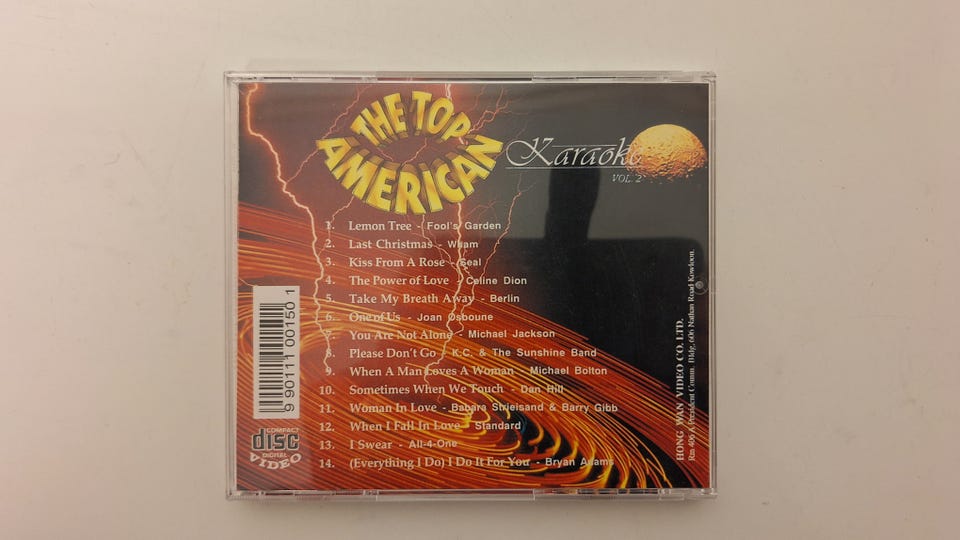 THE TOP
AMERICAN
Karaoke
VOL. 2
1. Lemon Tree - Fool's Garden
2. Last Christmas - Wham
3. Kiss From A Rose - Seal
4. The Power of Love - Celine Dion
5. Take My Breath Away - Berlin
6. One of Us - Joan Osboune
7. You Are Not Alone - Michael Jackson
8. Please Don't Go - K.C. & The Sunshine Band
9. When A Man Loves A Woman - Michael Bolton
10. Sometimes When We Touch - Dan Hill
11. Woman In Love - Babara Strieisand & Barry Gibb
12. When I Fall In Love - Standard
13. I Swear - All-4-One
14. (Everything I Do) I Do It For You - Bryan Adams
9 90111 00150 1
COMPACT
disc
DIGITAL
VIDEO
HONG WAN VIDEO CO. LTD.
Rm 406 A, President Comm. Bldg, 606 Nathan Road Kowloon.